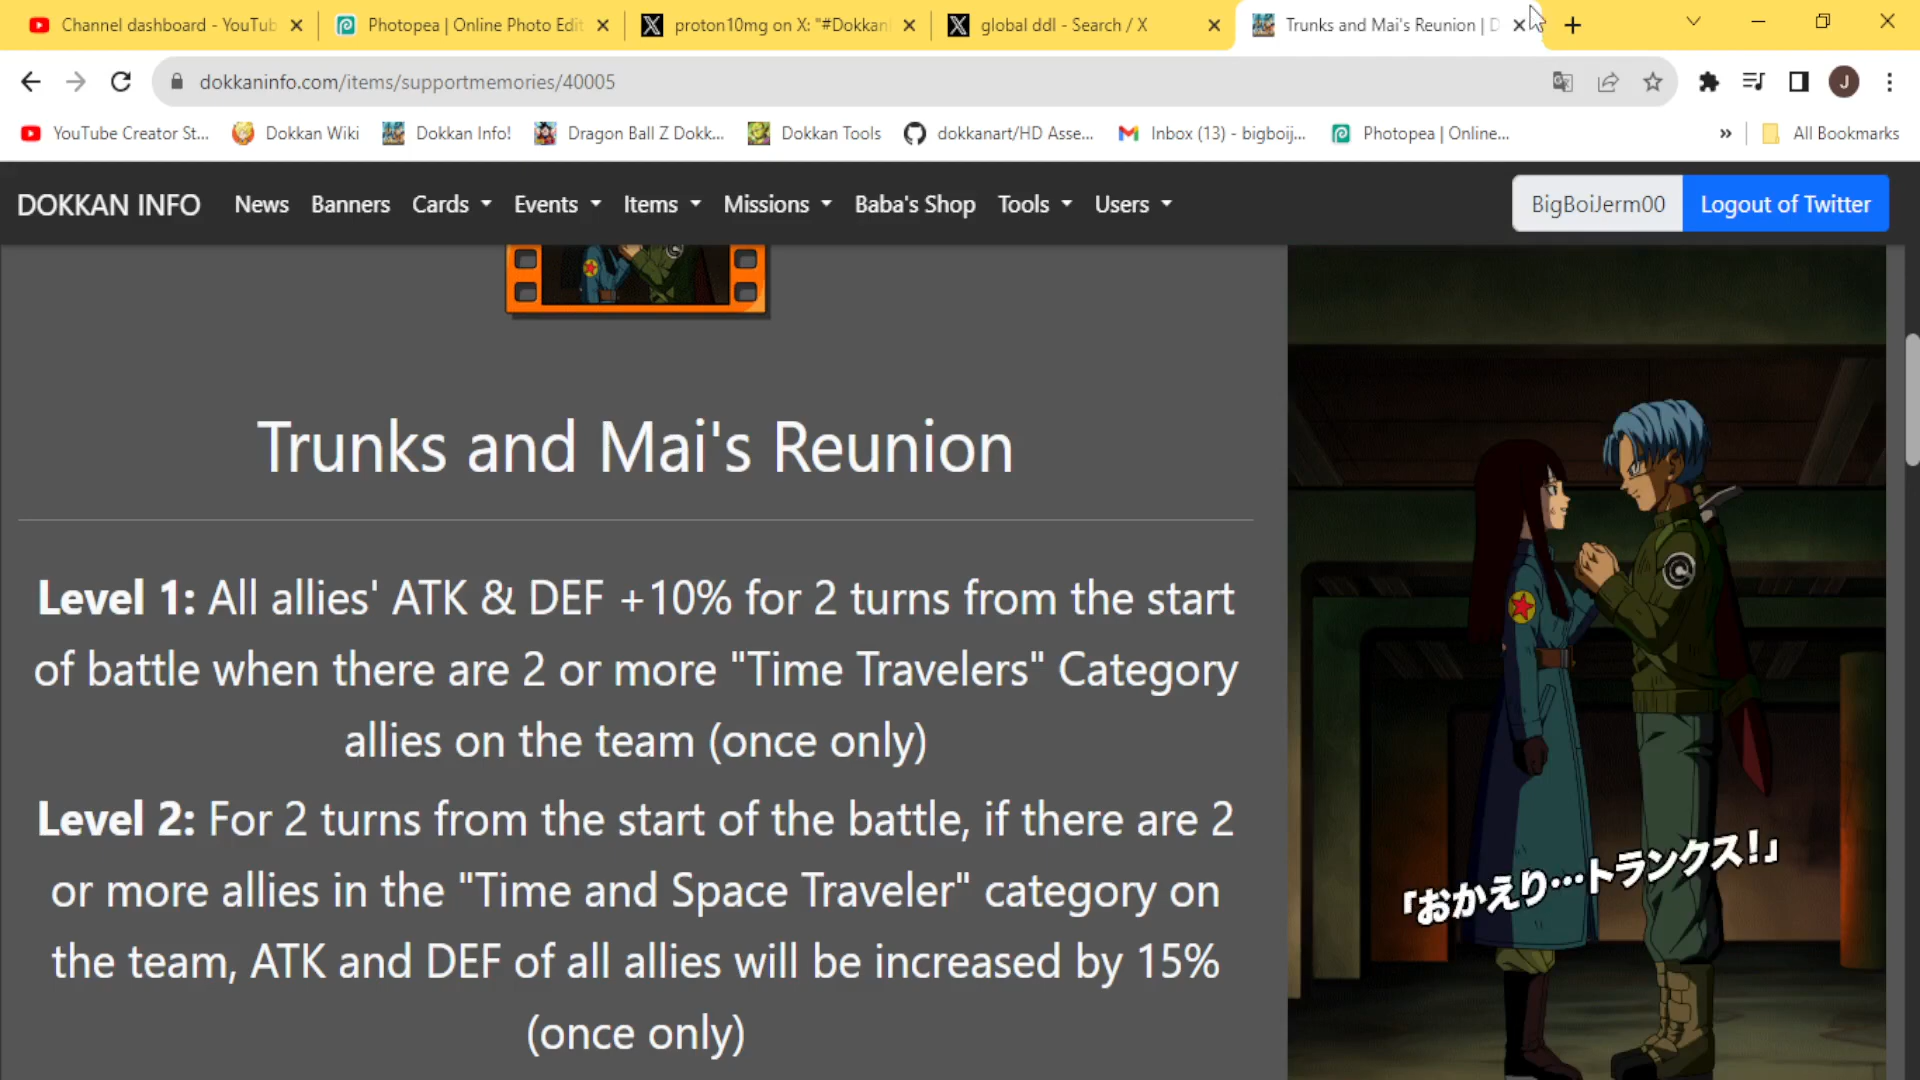 Channel dashboard - YouTub
Photopea | Online Photo Edit
proton10mg on X: "#Dokkan
global ddl - Search / X
Trunks and Mai's Reunion | D
dokkaninfo.com/items/supportmemories/40005
J
YouTube Creator St...
Dokkan Wiki
Dokkan Info!
Dragon Ball Z Dokk...
Dokkan Tools
dokkanart/HD Asse...
Inbox (13) - bigboij...
Photopea | Online...
»
All Bookmarks
DOKKAN INFO
News
Banners
Cards
Events
Items
Missions
Baba's Shop
Tools
Users
BigBoiJerm00
Logout of Twitter
Trunks and Mai's Reunion
Level 1: All allies' ATK & DEF +10% for 2 turns from the start
of battle when there are 2 or more "Time Travelers" Category
allies on the team (once only)
Level 2: For 2 turns from the start of the battle, if there are 2
or more allies in the "Time and Space Traveler" category on
the team, ATK and DEF of all allies will be increased by 15%
(once only)
「おかえり…トランクス!」